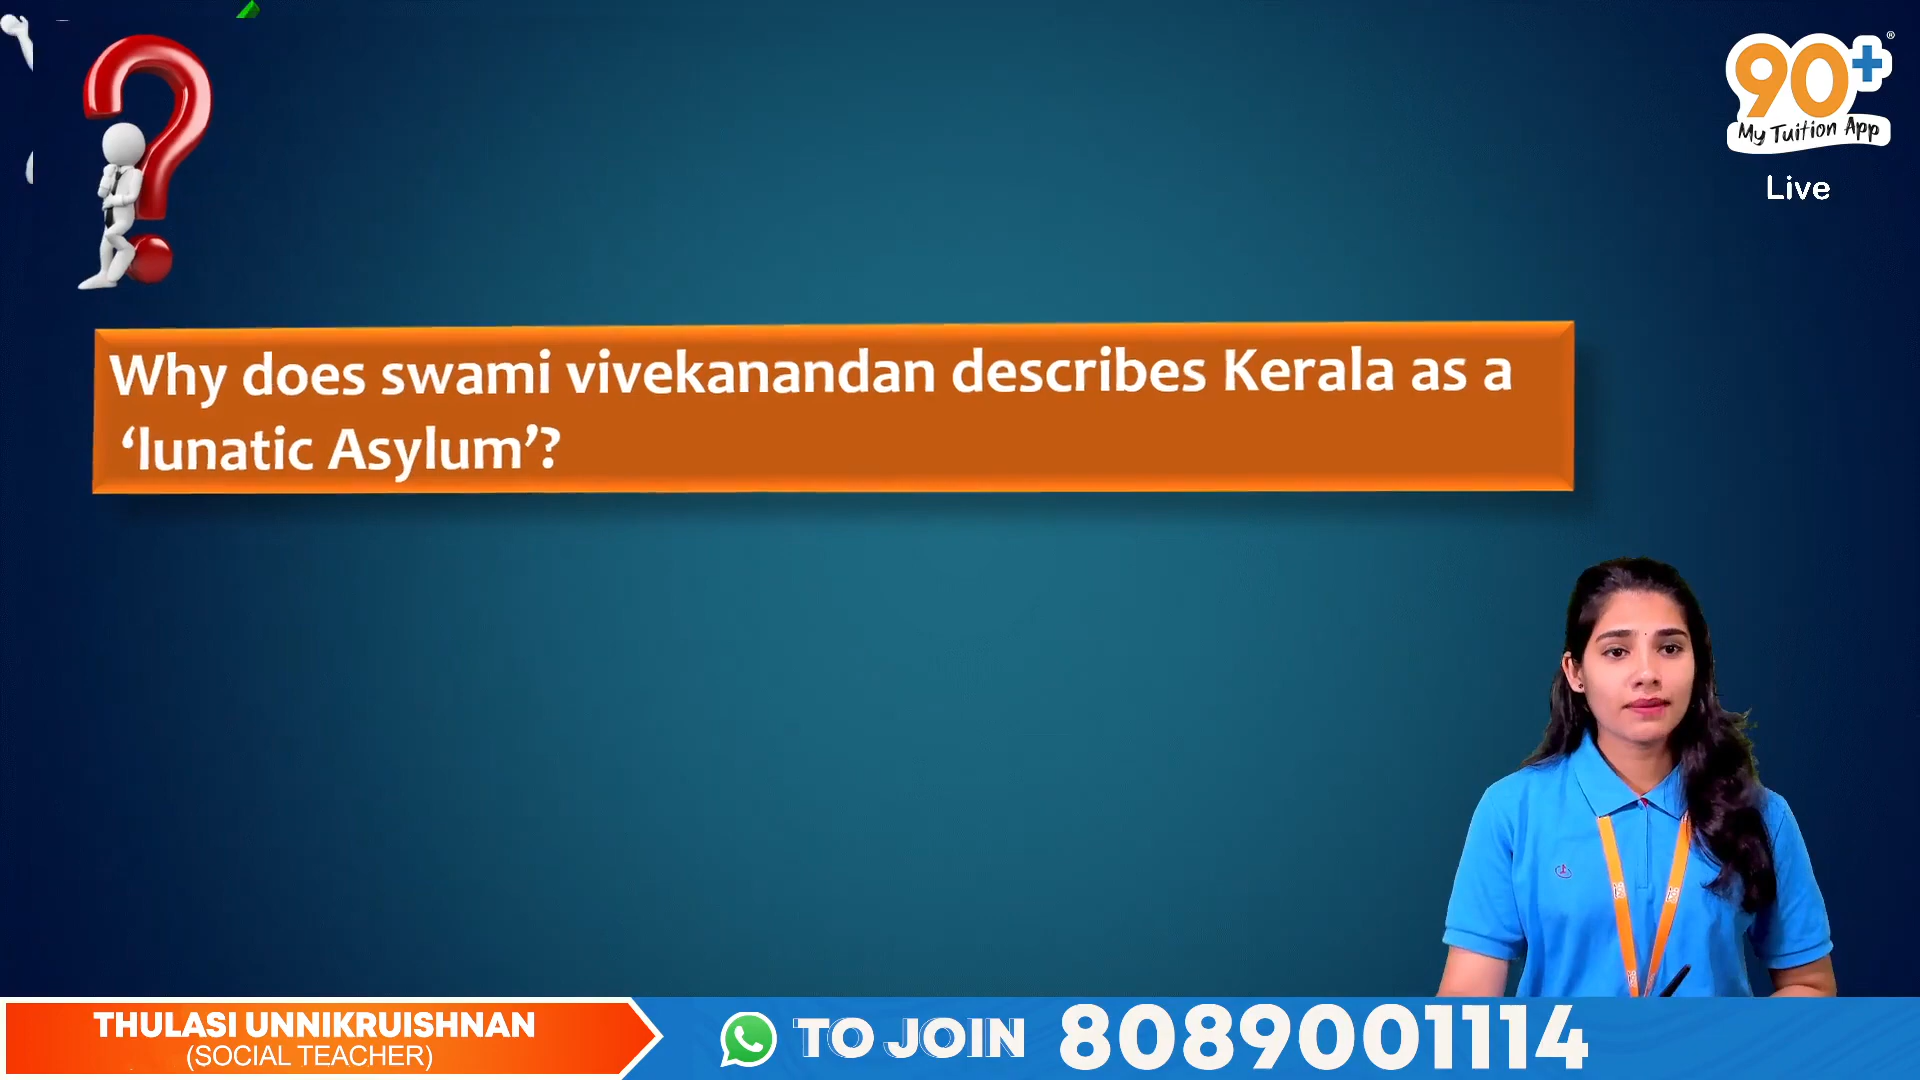 90+
®
My Tuition App
Live
Why does swami vivekanandan describes Kerala as a
‘lunatic Asylum’?
THULASI UNNIKRUISHNAN
(SOCIAL TEACHER)
TO JOIN 8089001114